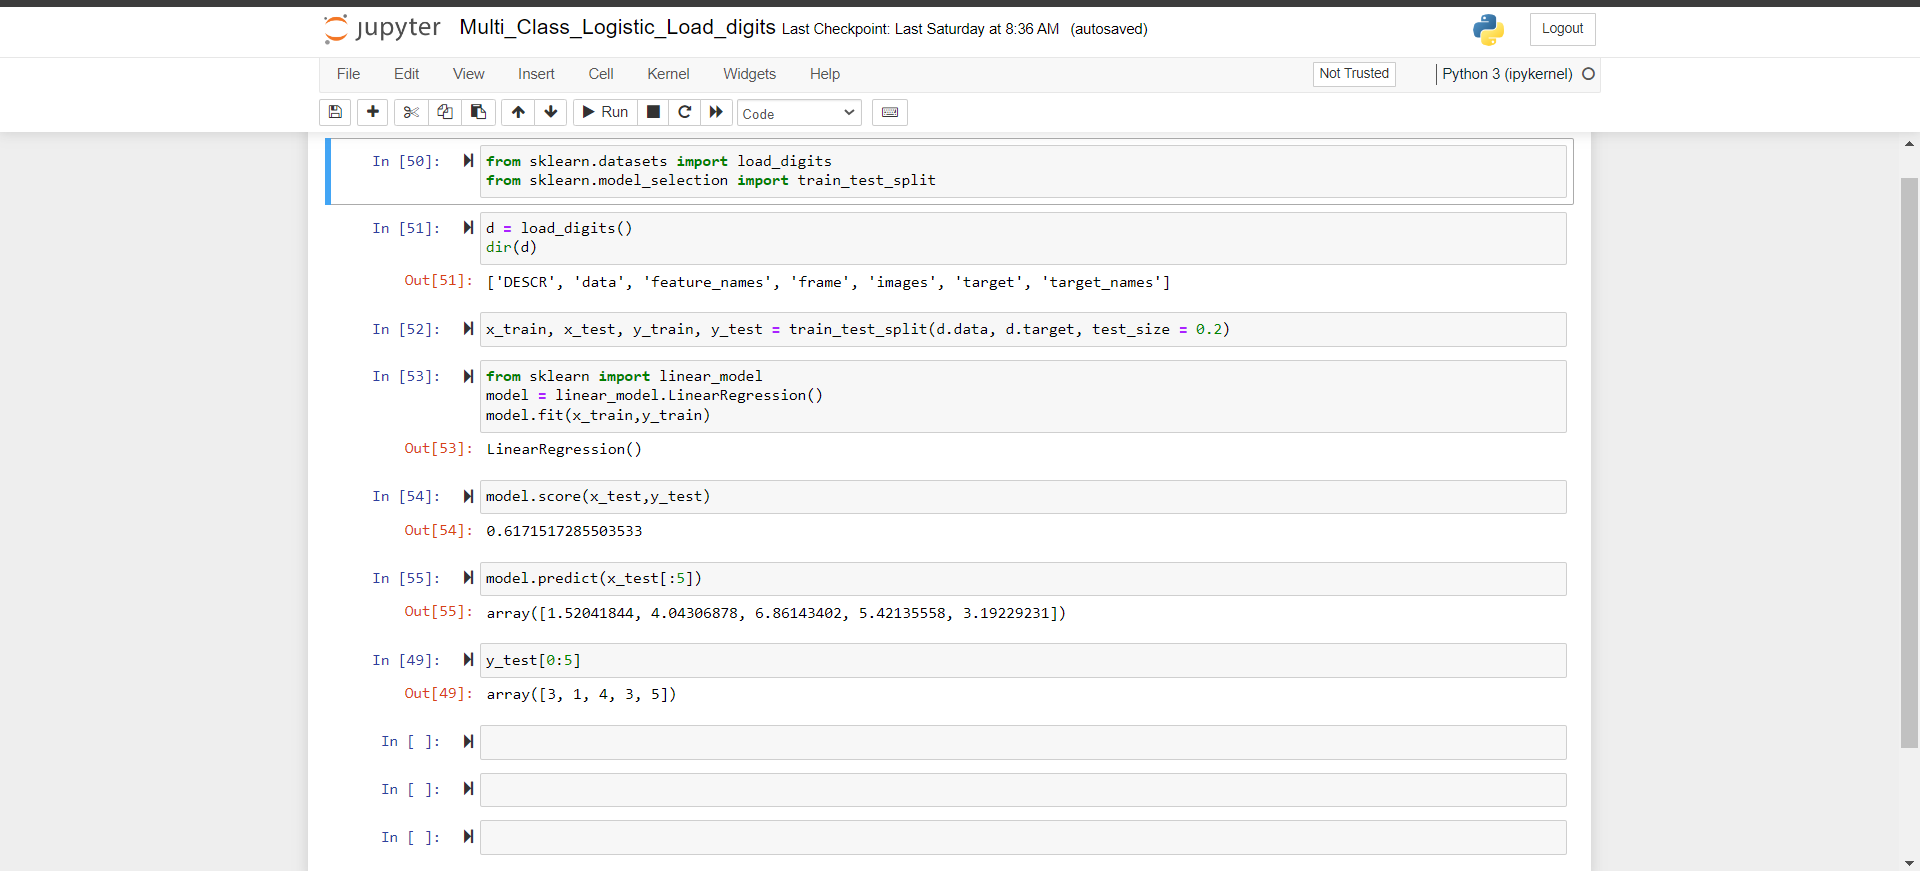 jupyter Multi_Class_Logistic_Load_digits Last Checkpoint: Last Saturday at 8:36 AM (autosaved) Logout
File Edit View Insert Cell Kernel Widgets Help Not Trusted Python 3 (ipykernel)
Run Code
In [50]: from sklearn.datasets import load_digits
from sklearn.model_selection import train_test_split
In [51]: d = load_digits()
dir(d)
Out[51]: ['DESCR', 'data', 'feature_names', 'frame', 'images', 'target', 'target_names']
In [52]: x_train, x_test, y_train, y_test = train_test_split(d.data, d.target, test_size = 0.2)
In [53]: from sklearn import linear_model
model = linear_model.LinearRegression()
model.fit(x_train,y_train)
Out[53]: LinearRegression()
In [54]: model.score(x_test,y_test)
Out[54]: 0.6171517285503533
In [55]: model.predict(x_test[:5])
Out[55]: array([1.52041844, 4.04306878, 6.86143402, 5.42135558, 3.19229231])
In [49]: y_test[0:5]
Out[49]: array([3, 1, 4, 3, 5])
In [ ]:
In [ ]:
In [ ]: